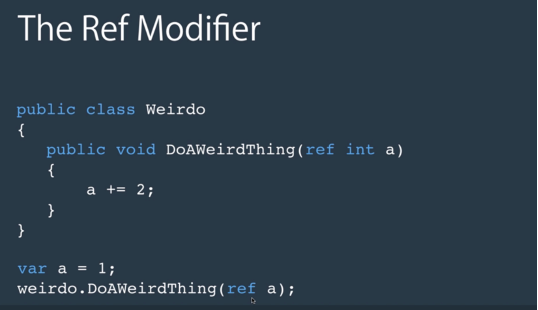 The Ref Modifier
public class Weirdo
{
public void DoAWeirdThing(ref int a)
{
a += 2;
}
}
var a = 1;
weirdo.DoAWeirdThing(ref a);